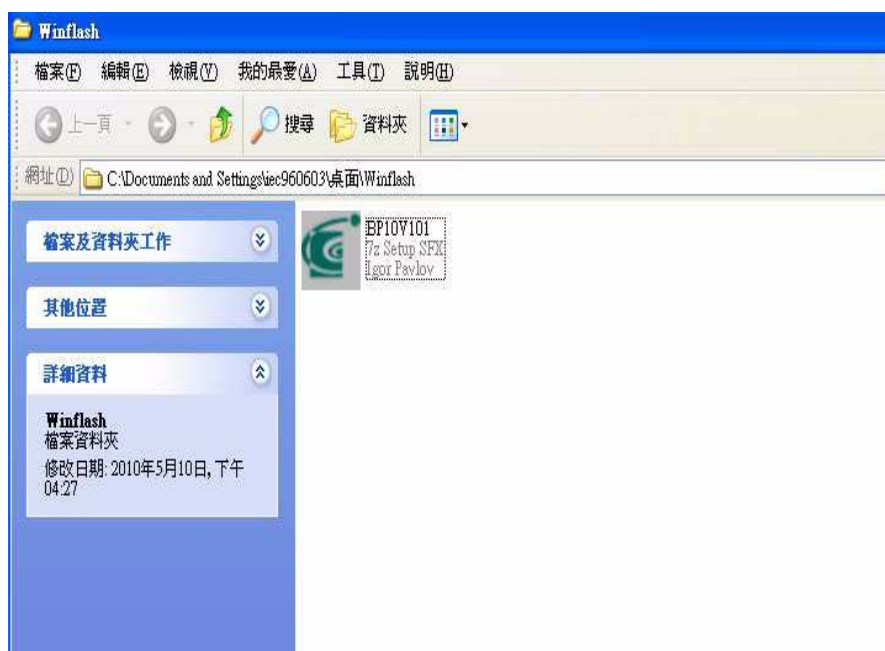 Winflash
檔案(F) 編輯(E) 檢視(V) 我的最愛(A) 工具(T) 說明(H)
上一頁 搜尋 資料夾
網址(D) C:\Documents and Settings\iec960603\桌面\Winflash
檔案及資料夾工作
其他位置
詳細資料
Winflash
檔案資料夾
修改日期: 2010年5月10日, 下午
04:27
BP10V101
7z Setup SFX
Igor Pavlov